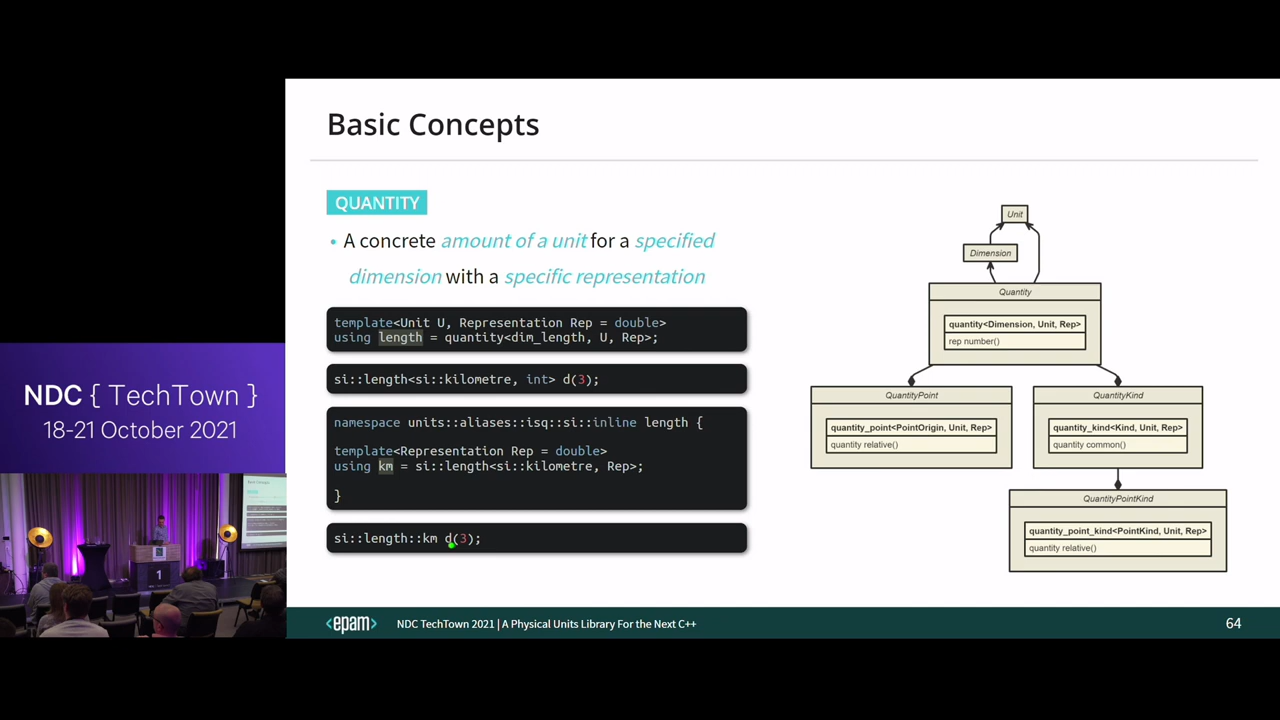 Basic Concepts
QUANTITY
• A concrete amount of a unit for a specified
dimension with a specific representation
template<Unit U, Representation Rep = double>
using length = quantity<dim_length, U, Rep>;
si::length<si::kilometre, int> d(3);
namespace units::aliases::isq::si::inline length {
template<Representation Rep = double>
using km = si::length<si::kilometre, Rep>;
}
si::length::km d(3);
Unit
Dimension
Quantity
quantity<Dimension, Unit, Rep>
rep number()
QuantityPoint
quantity_point<PointOrigin, Unit, Rep>
quantity relative()
QuantityKind
quantity_kind<Kind, Unit, Rep>
quantity common()
QuantityPointKind
quantity_point_kind<PointKind, Unit, Rep>
quantity relative()
NDC { TechTown }
18-21 October 2021
1
<epam>
NDC TechTown 2021 | A Physical Units Library For the Next C++
64